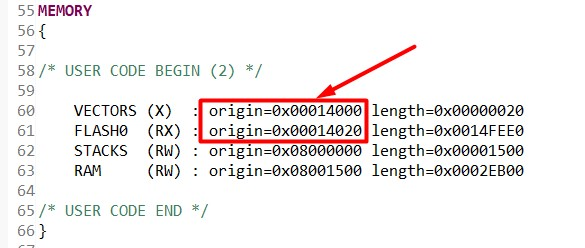 55 MEMORY
56 {
57
58 /* USER CODE BEGIN (2) */
59
60     VECTORS (X)  : origin=0x00014000 length=0x00000020
61     FLASH0  (RX) : origin=0x00014020 length=0x0014FEE0
62     STACKS  (RW) : origin=0x08000000 length=0x00001500
63     RAM     (RW) : origin=0x08001500 length=0x0002EB00
64
65 /* USER CODE END */
66 }